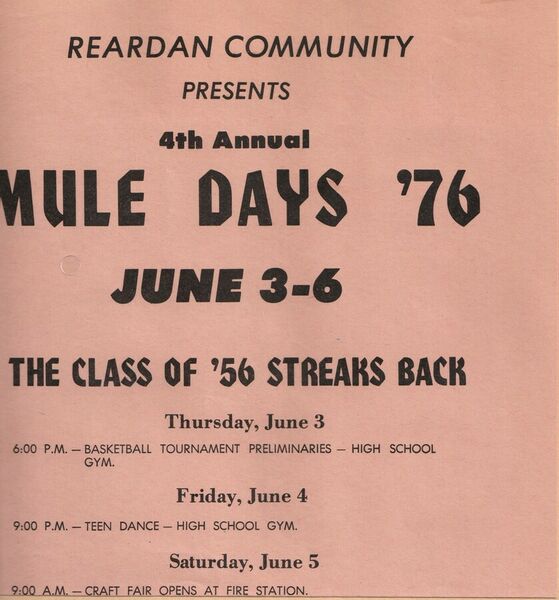 REARDAN COMMUNITY
PRESENTS
4th Annual
MULE DAYS '76
JUNE 3-6
THE CLASS OF '56 STREAKS BACK
Thursday, June 3
6:00 P.M. — BASKETBALL TOURNAMENT PRELIMINARIES — HIGH SCHOOL
GYM.
Friday, June 4
9:00 P.M. — TEEN DANCE — HIGH SCHOOL GYM.
Saturday, June 5
9:00 A.M. — CRAFT FAIR OPENS AT FIRE STATION.